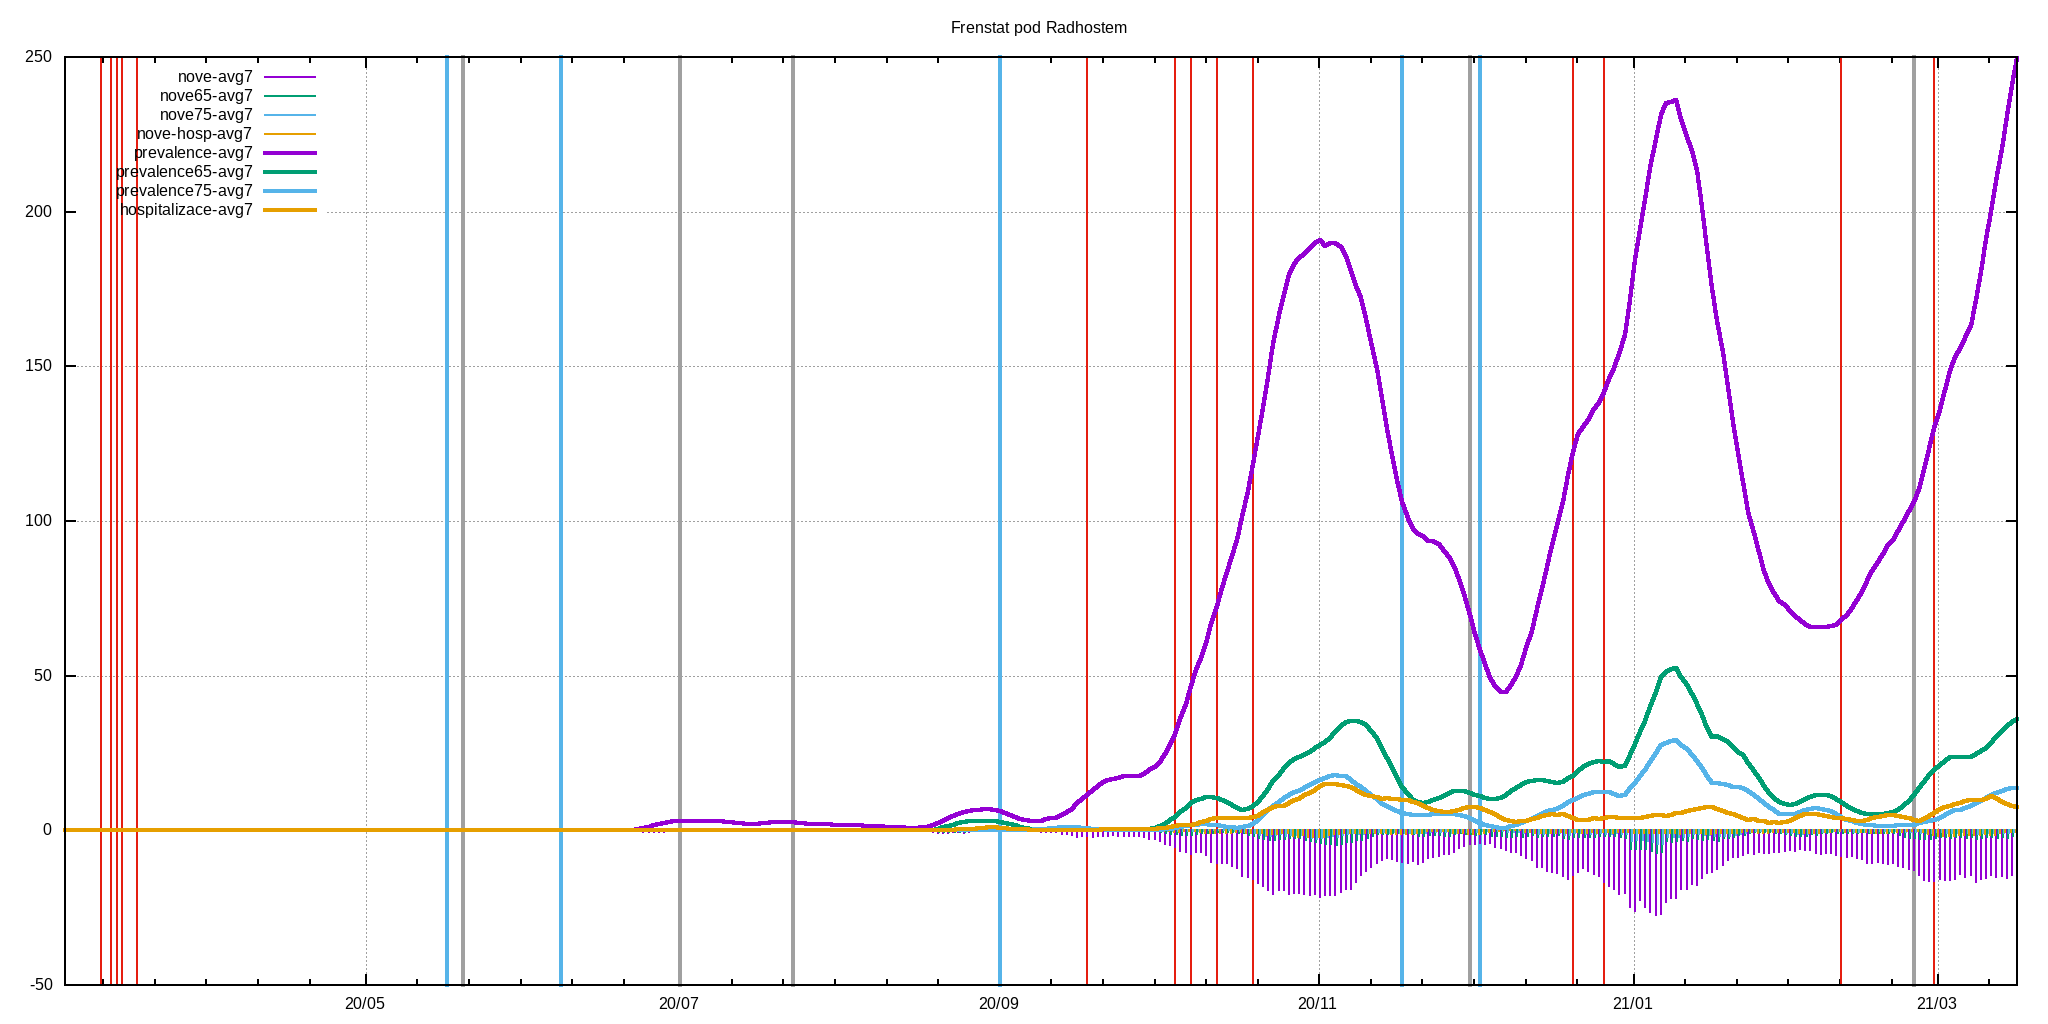 Frenstat pod Radhostem
250
200
150
100
50
0
-50
nove-avg7
nove65-avg7
nove75-avg7
nove-hosp-avg7
prevalence-avg7
prevalence65-avg7
prevalence75-avg7
hospitalizace-avg7
20/05 20/07 20/09 20/11 21/01 21/03